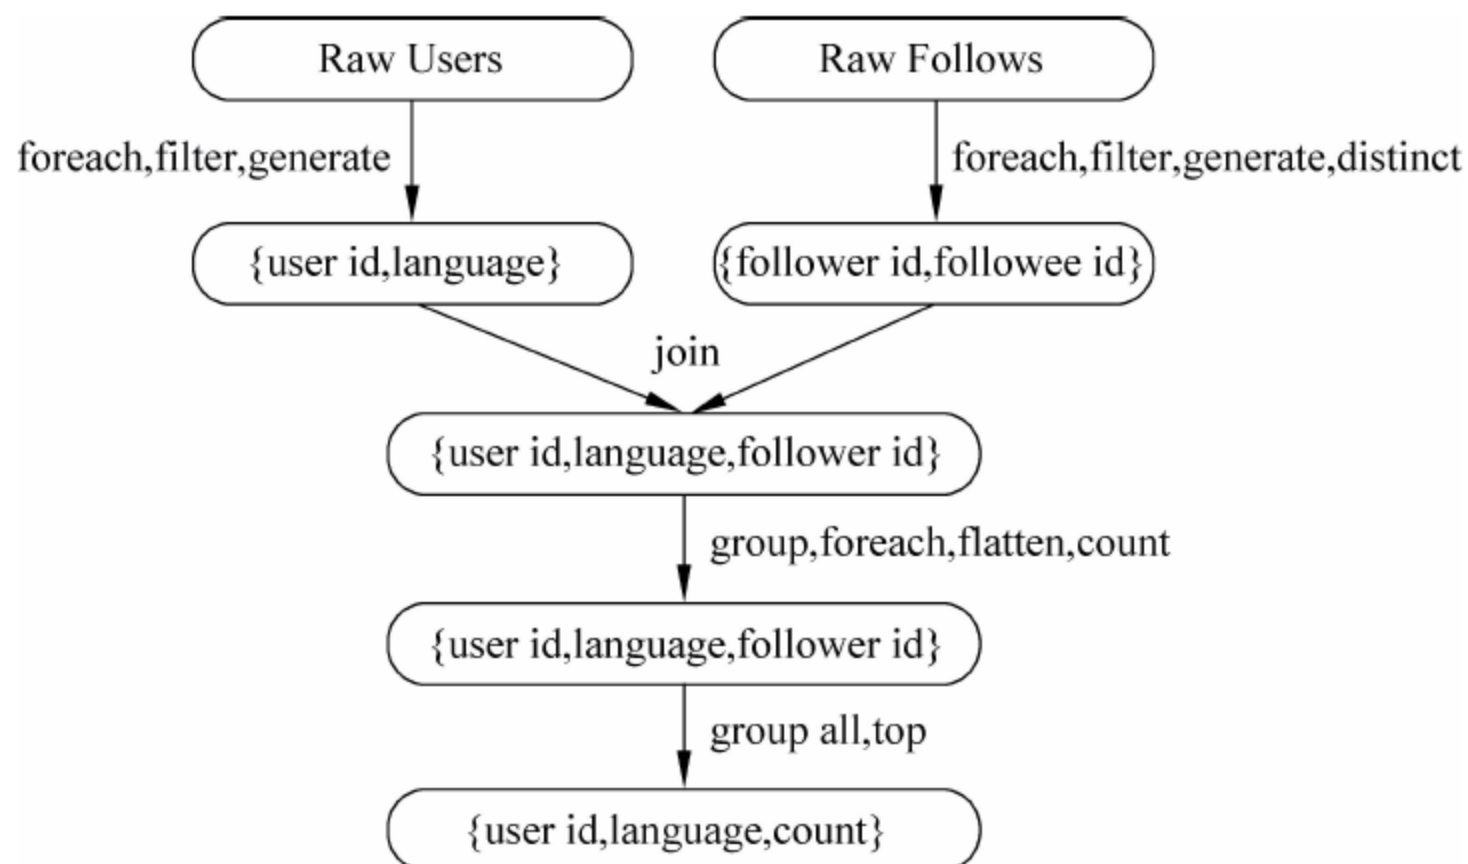 Raw Users
Raw Follows
foreach,filter,generate
foreach,filter,generate,distinct
{user id,language}
{follower id,followee id}
join
{user id,language,follower id}
group,foreach,flatten,count
{user id,language,follower id}
group all,top
{user id,language,count}